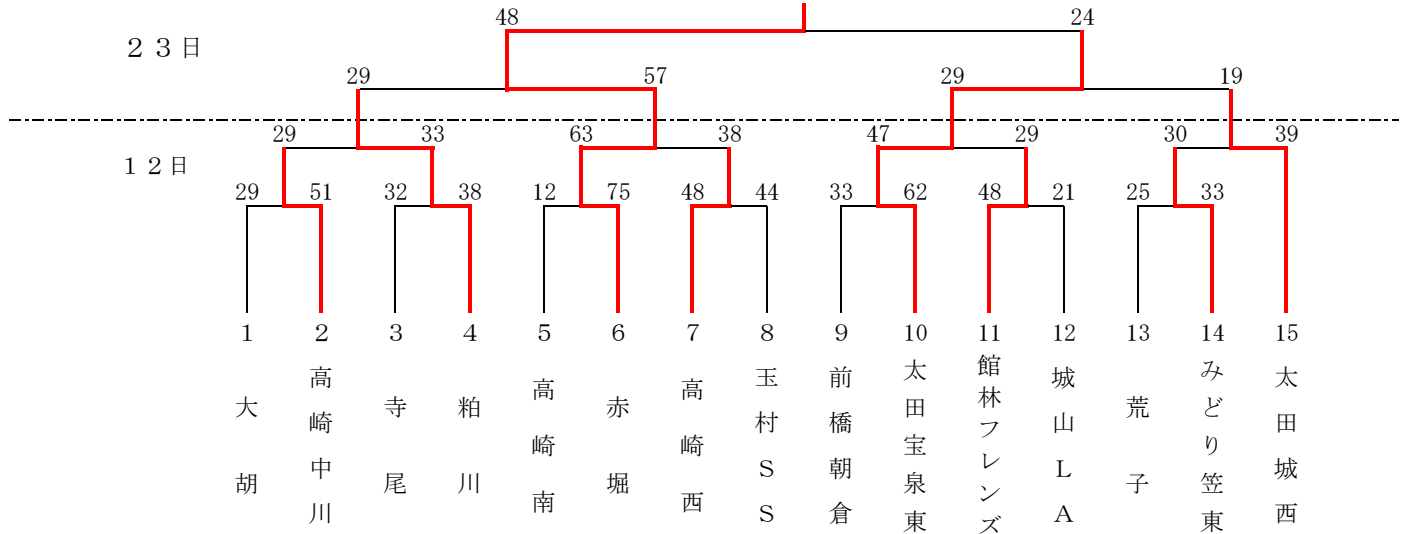 48 24
２３日
29 57 29 19
29 33 63 38 47 29 30 39
１２日
29 51 32 38 12 75 48 44 33 62 48 21 25 33
1 2 3 4 5 6 7 8 9 10 11 12 13 14 15
大胡
高崎中川
寺尾
粕川
高崎南
赤堀
高崎西
玉村ＳＳ
前橋朝倉
太田宝泉東
館林フレンズ
城山ＬＡ
荒子
みどり笠東
太田城西